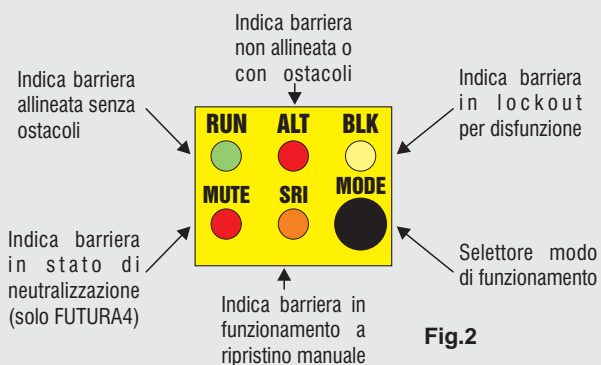 Indica barriera
non allineata o
con ostacoli
Indica barriera
allineata senza
ostacoli
Indica barriera
in lockout
per disfunzione
RUN ALT BLK
MUTE SRI MODE
Indica barriera
in stato di
neutralizzazione
(solo FUTURA4)
Selettore modo
di funzionamento
Indica barriera in
funzionamento a
ripristino manuale
Fig.2